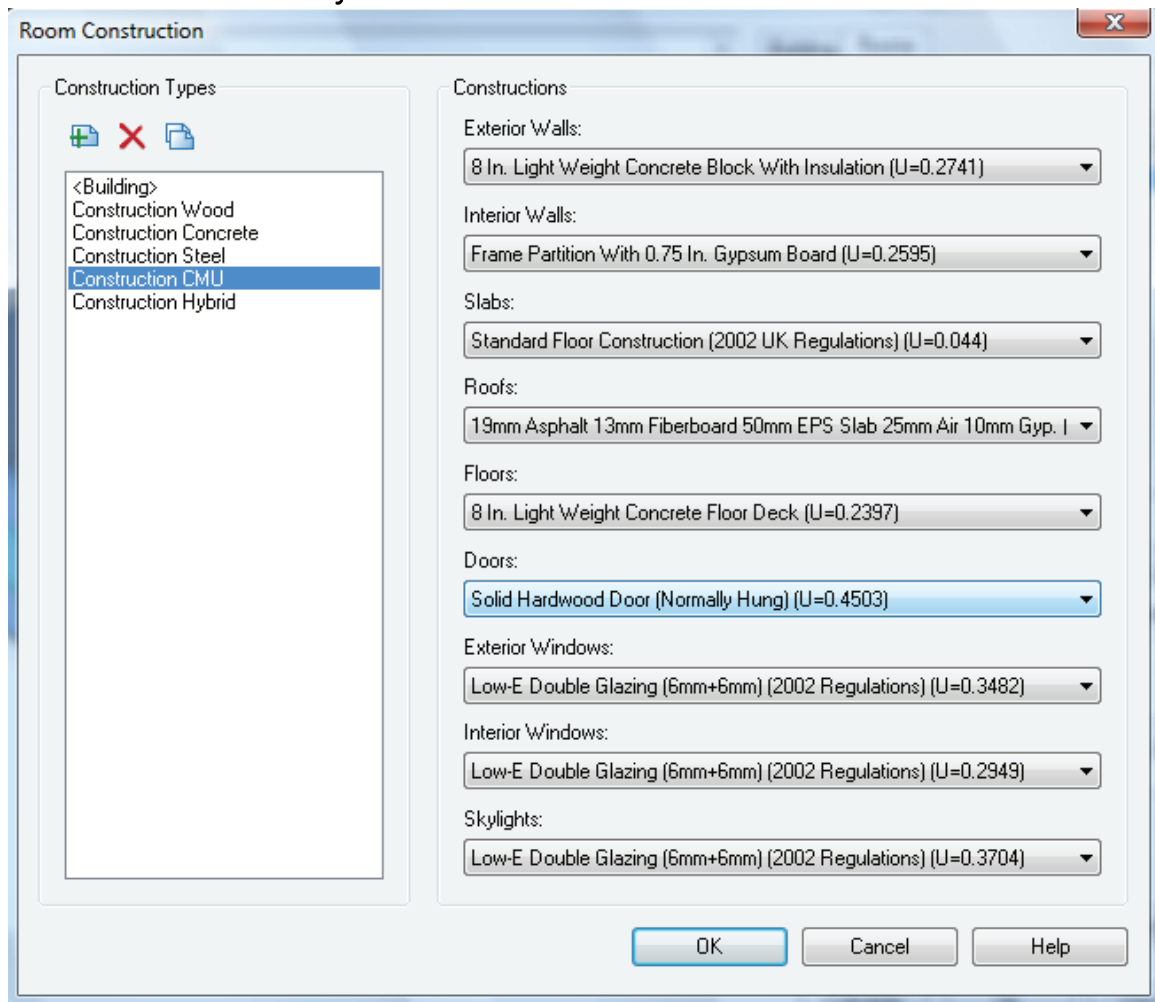 Room Construction
Construction Types
<Building>
Construction Wood
Construction Concrete
Construction Steel
Construction CMU
Construction Hybrid
Constructions
Exterior Walls:
8 In. Light Weight Concrete Block With Insulation (U=0.2741)
Interior Walls:
Frame Partition With 0.75 In. Gypsum Board (U=0.2595)
Slabs:
Standard Floor Construction (2002 UK Regulations) (U=0.044)
Roofs:
19mm Asphalt 13mm Fiberboard 50mm EPS Slab 25mm Air 10mm Gyp.
Floors:
8 In. Light Weight Concrete Floor Deck (U=0.2397)
Doors:
Solid Hardwood Door (Normally Hung) (U=0.4503)
Exterior Windows:
Low-E Double Glazing (6mm+6mm) (2002 Regulations) (U=0.3482)
Interior Windows:
Low-E Double Glazing (6mm+6mm) (2002 Regulations) (U=0.2949)
Skylights:
Low-E Double Glazing (6mm+6mm) (2002 Regulations) (U=0.3704)
OK Cancel Help